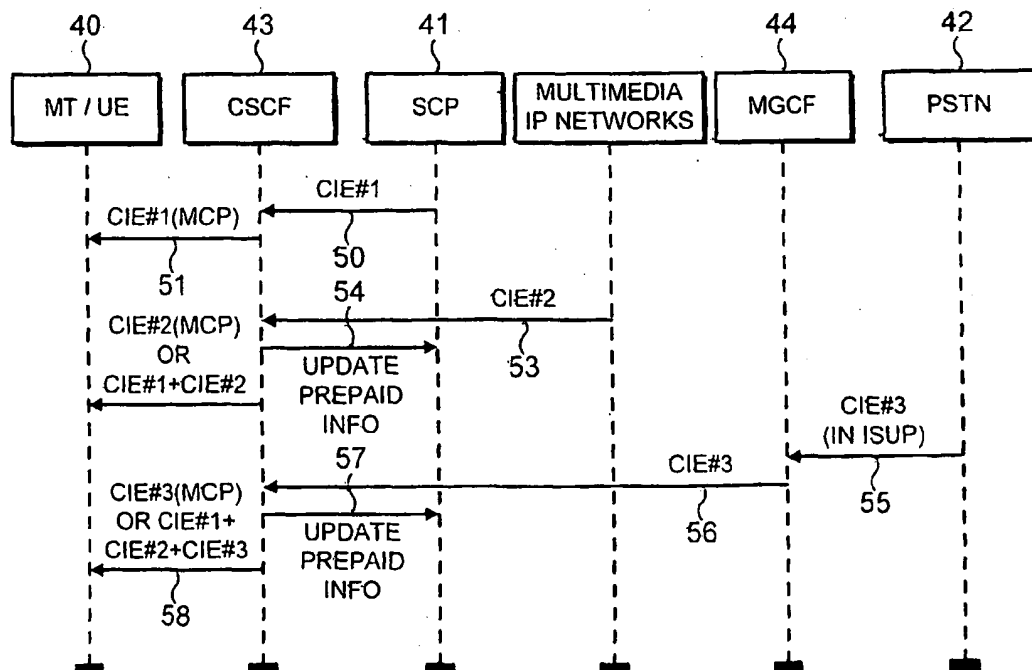 40
43
41
44
42
MT / UE
CSCF
SCP
MULTIMEDIA
IP NETWORKS
MGCF
PSTN
CIE#1
CIE#1(MCP)
50
51
54
CIE#2
CIE#2(MCP)
OR
CIE#1+CIE#2
53
UPDATE
PREPAID
INFO
CIE#3
(IN ISUP)
57
CIE#3
55
CIE#3(MCP)
OR CIE#1+
CIE#2+CIE#3
56
UPDATE
PREPAID
INFO
58